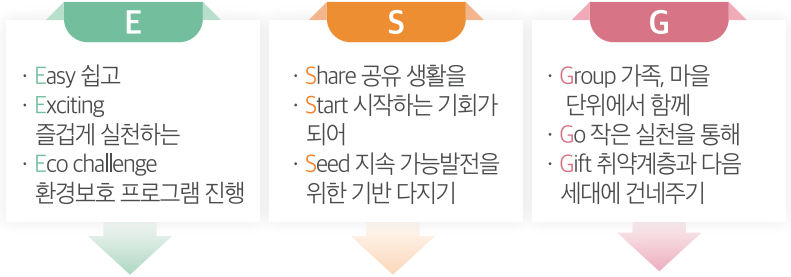 E
· Easy 쉽고
· Exciting
즐겁게 실천하는
· Eco challenge
환경보호 프로그램 진행
S
· Share 공유 생활을
· Start 시작하는 기회가
되어
· Seed 지속 가능발전을
위한 기반 다지기
G
· Group 가족, 마을
단위에서 함께
· Go 작은 실천을 통해
· Gift 취약계층과 다음
세대에 건네주기